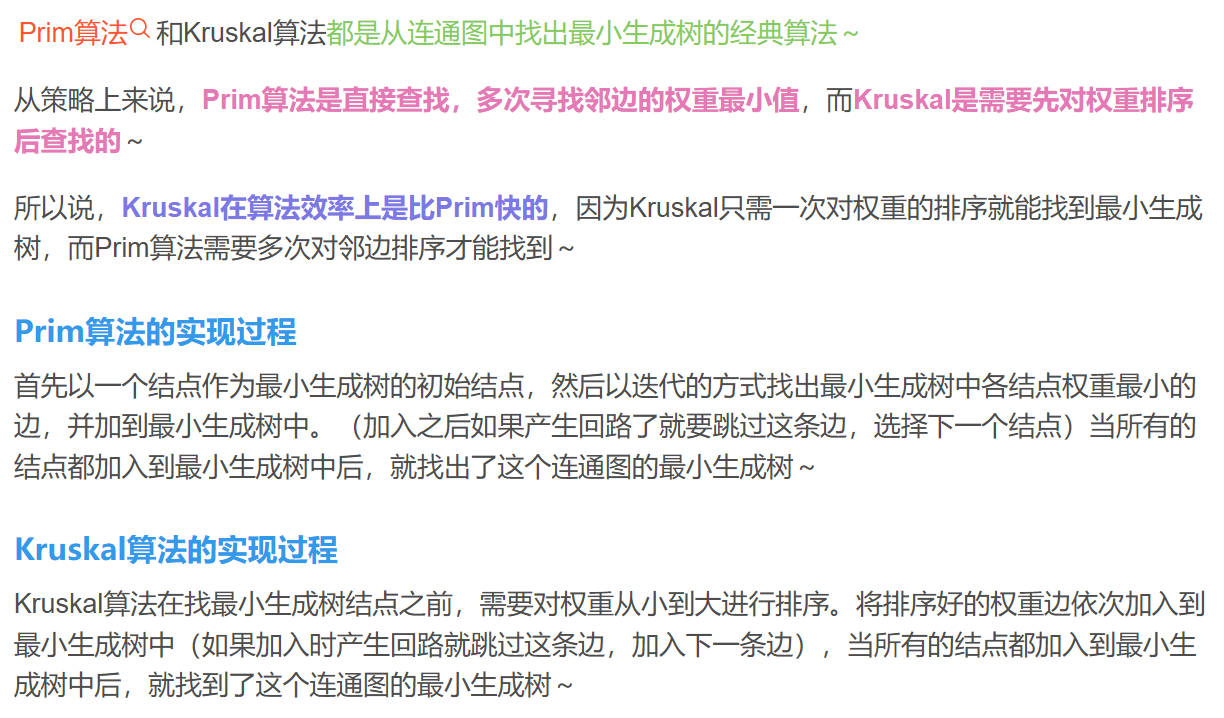 Prim算法 和Kruskal算法都是从连通图中找出最小生成树的经典算法～
从策略上来说，Prim算法是直接查找，多次寻找邻边的权重最小值，而Kruskal是需要先对权重排序
后查找的～
所以说，Kruskal在算法效率上是比Prim快的，因为Kruskal只需一次对权重的排序就能找到最小生成
树，而Prim算法需要多次对邻边排序才能找到～
Prim算法的实现过程
首先以一个结点作为最小生成树的初始结点，然后以迭代的方式找出最小生成树中各结点权重最小的
边，并加到最小生成树中。（加入之后如果产生回路了就要跳过这条边，选择下一个结点）当所有的
结点都加入到最小生成树中后，就找出了这个连通图的最小生成树～
Kruskal算法的实现过程
Kruskal算法在找最小生成树结点之前，需要对权重从小到大进行排序。将排序好的权重边依次加入到
最小生成树中（如果加入时产生回路就跳过这条边，加入下一条边），当所有的结点都加入到最小生
成树中后，就找到了这个连通图的最小生成树～